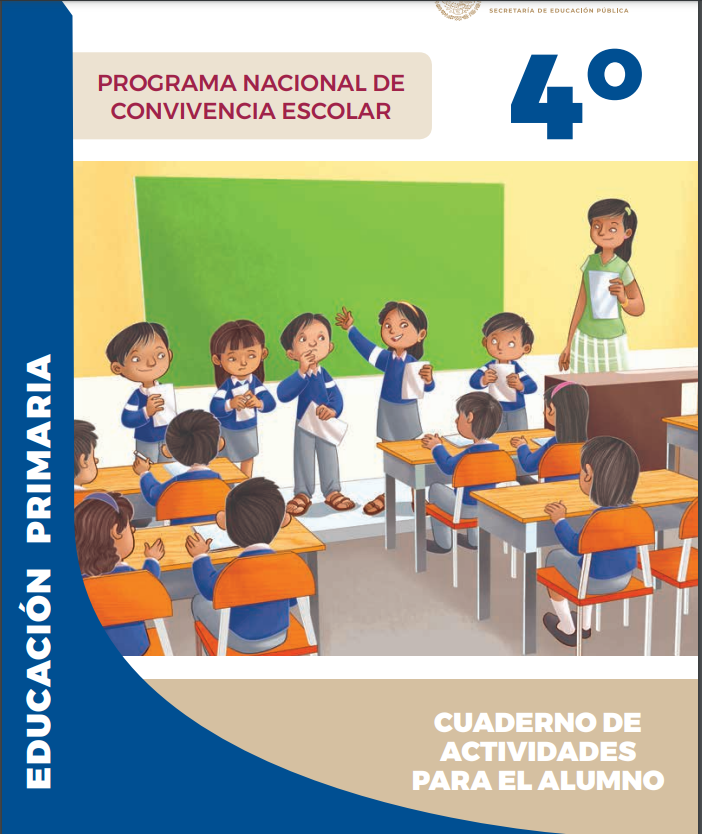 SECRETARÍA DE EDUCACIÓN PÚBLICA
PROGRAMA NACIONAL DE
CONVIVENCIA ESCOLAR
4º
EDUCACIÓN PRIMARIA
CUADERNO DE
ACTIVIDADES
PARA EL ALUMNO